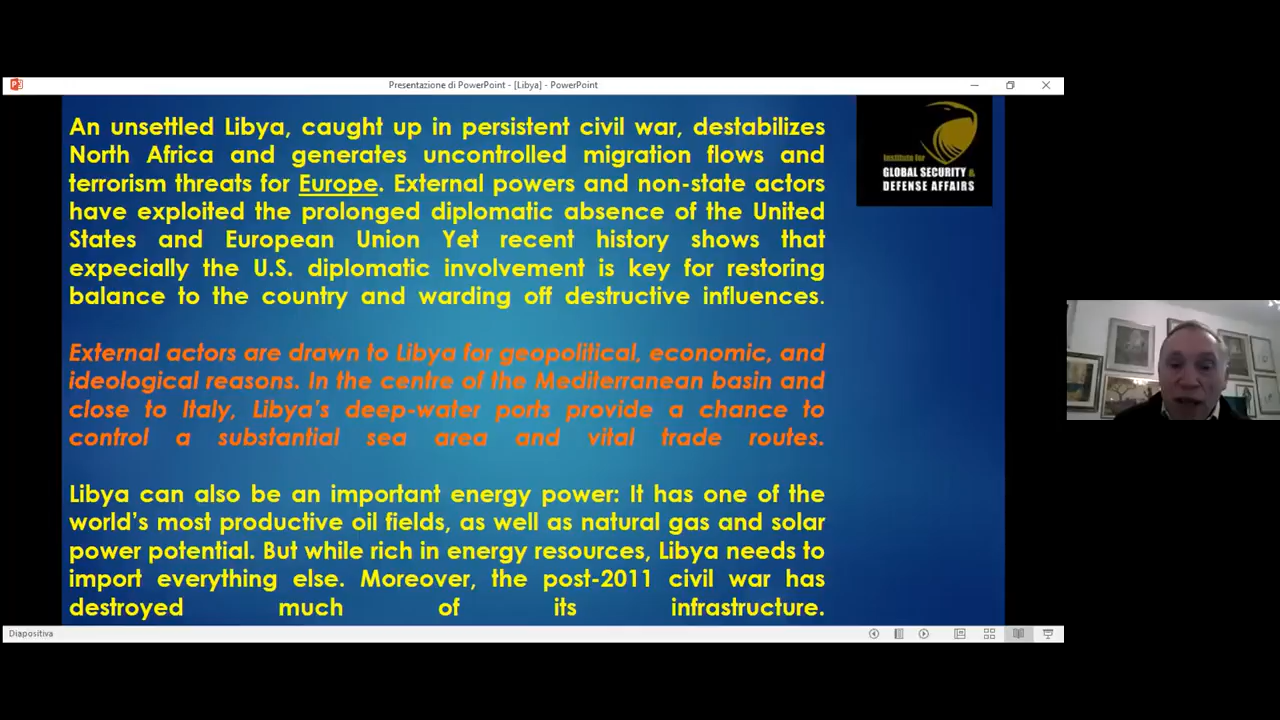 Presentazione di PowerPoint - [Libya] - PowerPoint
An unsettled Libya, caught up in persistent civil war, destabilizes
North Africa and generates uncontrolled migration flows and
terrorism threats for Europe. External powers and non-state actors
have exploited the prolonged diplomatic absence of the United
States and European Union Yet recent history shows that
expecially the U.S. diplomatic involvement is key for restoring
balance to the country and warding off destructive influences.
External actors are drawn to Libya for geopolitical, economic, and
ideological reasons. In the centre of the Mediterranean basin and
close to Italy, Libya's deep-water ports provide a chance to
control a substantial sea area and vital trade routes.
Libya can also be an important energy power: It has one of the
world's most productive oil fields, as well as natural gas and solar
power potential. But while rich in energy resources, Libya needs to
import everything else. Moreover, the post-2011 civil war has
destroyed much of its infrastructure.
Institute for
GLOBAL SECURITY &
DEFENSE AFFAIRS
Diapositiva